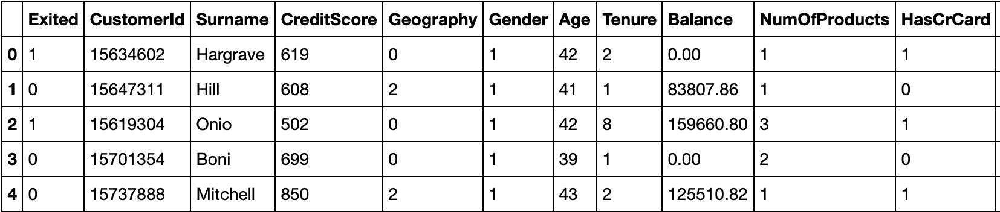 Exited CustomerId Surname CreditScore Geography Gender Age Tenure Balance NumOfProducts HasCrCard
0 1 15634602 Hargrave 619 0 1 42 2 0.00 1 1
1 0 15647311 Hill 608 2 1 41 1 83807.86 1 0
2 1 15619304 Onio 502 0 1 42 8 159660.80 3 1
3 0 15701354 Boni 699 0 1 39 1 0.00 2 0
4 0 15737888 Mitchell 850 2 1 43 2 125510.82 1 1